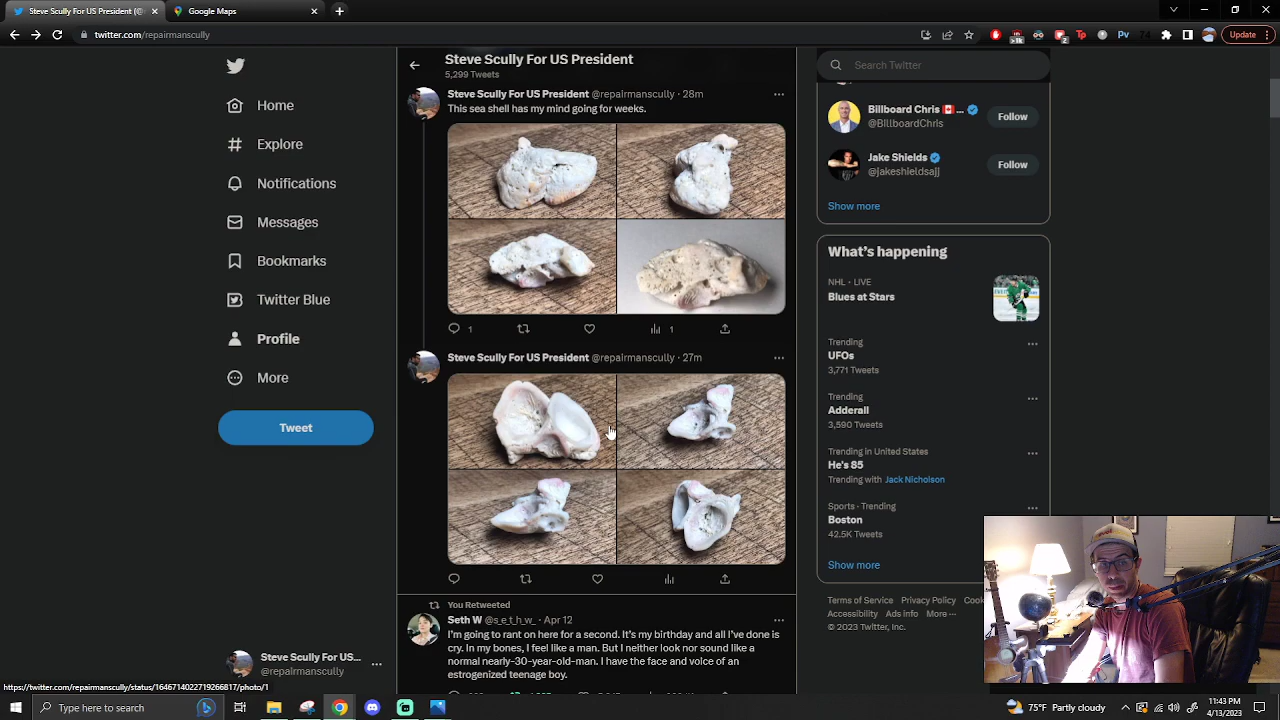 Steve Scully For US President (@
Google Maps
twitter.com/repairmanscully
Update
Home
Explore
Notifications
Messages
Bookmarks
Twitter Blue
Profile
More
Tweet
Steve Scully For US...
@repairmanscully
Steve Scully For US President
5,299 Tweets
Steve Scully For US President @repairmanscully · 28m
This sea shell has my mind going for weeks.
1
1
Steve Scully For US President @repairmanscully · 27m
You Retweeted
Seth W @s_e_t_h_w_ · Apr 12
I'm going to rant on here for a second. It's my birthday and all I've done is
cry. In my bones, I feel like a man. But I neither look nor sound like a
normal nearly-30-year-old-man. I have the face and voice of an
estrogenized teenage boy.
Search Twitter
Billboard Chris
@BillboardChris
Follow
Jake Shields
@jakeshieldsajj
Follow
Show more
What's happening
NHL · LIVE
Blues at Stars
Trending
UFOs
3,771 Tweets
Trending
Adderall
3,590 Tweets
Trending in United States
He's 85
Trending with Jack Nicholson
Sports · Trending
Boston
42.5K Tweets
Show more
Terms of Service Privacy Policy Cook
Accessibility Ads info More ···
© 2023 Twitter, Inc.
https://twitter.com/repairmanscully/status/1646714022719266817/photo/1
Type here to search
75°F Partly cloudy
11:43 PM
4/13/2023